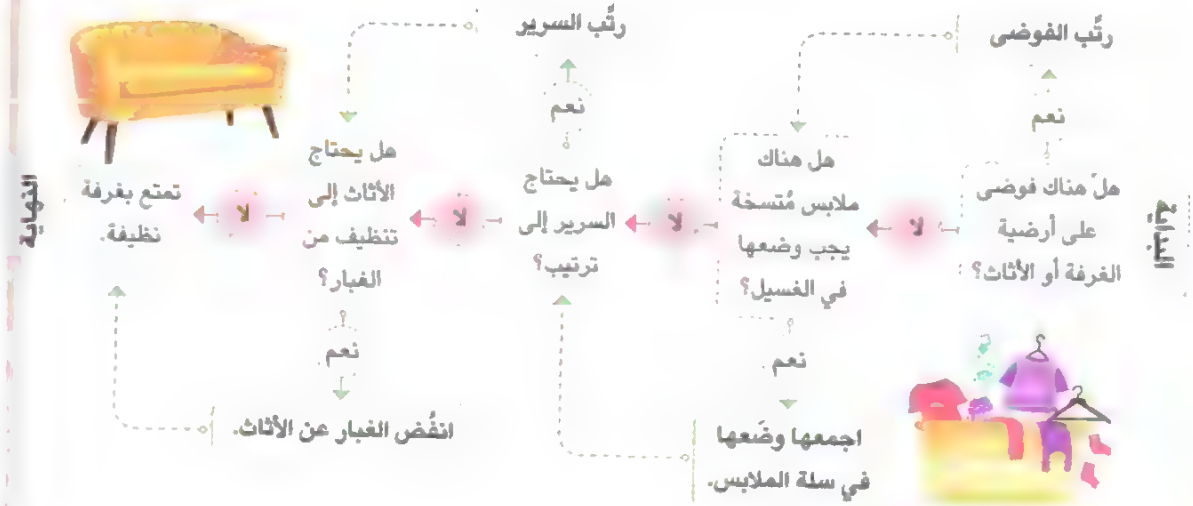 البداية
هل هناك فوضى
على أرضية
الغرفة أو الأثاث؟
نعم
رتِّب الفوضى
لا
هل هناك
ملابس مُتسخة
يجب وضعها
في الغسيل؟
نعم
اجمعها وضَعها
في سلة الملابس.
لا
هل يحتاج
السرير إلى
ترتيب؟
نعم
رتِّب السرير
لا
هل يحتاج
الأثاث إلى
تنظيف من
الغبار؟
نعم
انفُض الغبار عن الأثاث.
لا
تمتع بغرفة
نظيفة.
النهاية